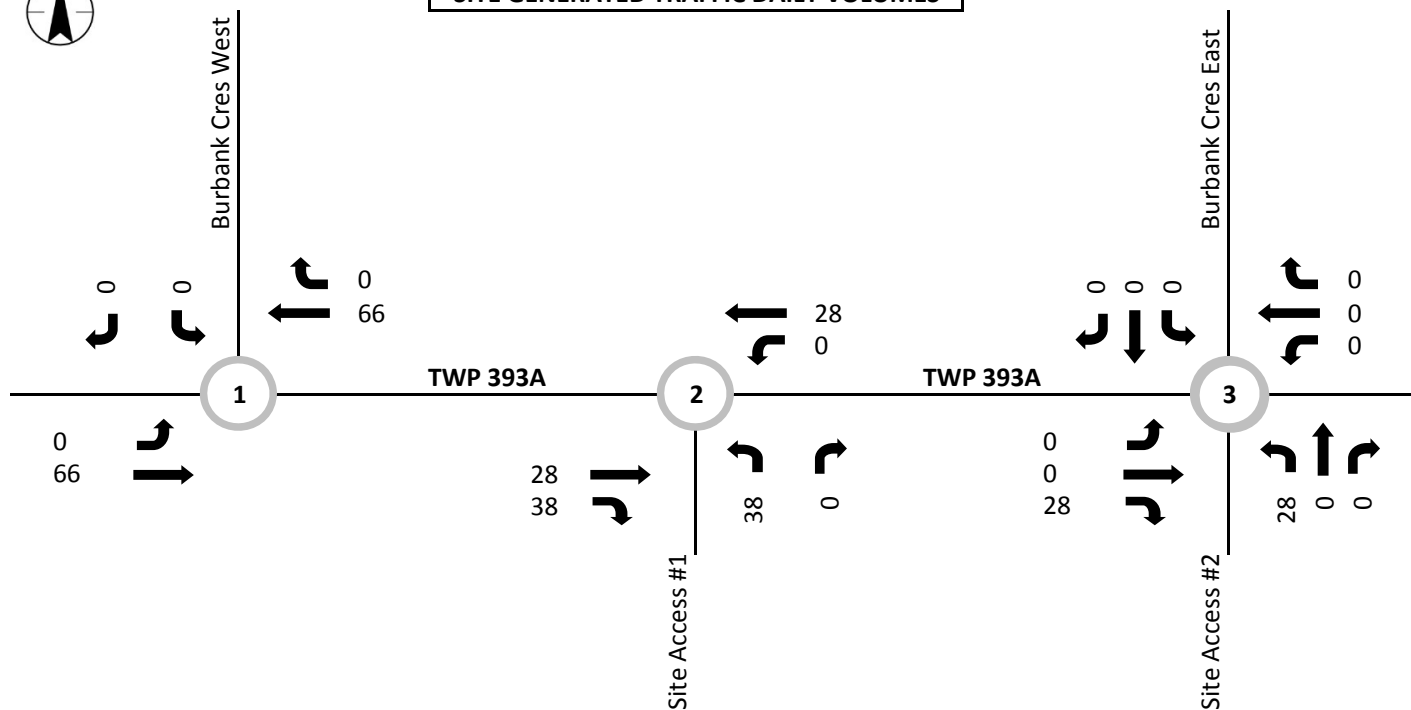 SITE GENERATED TRAFFIC DAILY VOLUMES
Burbank Cres West
Burbank Cres East
0 0
0
66
28
0
0 0 0
0
0
0
TWP 393A
TWP 393A
1
2
3
0
66
28
38
38 0
0
0
28
28 0 0
Site Access #1
Site Access #2